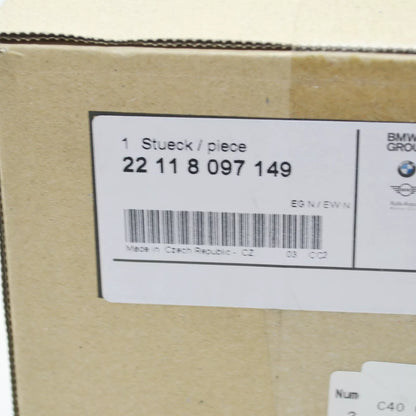 1 Stueck / piece
22 11 8 097 149
EG N / EW N
Made in Czech Republic - CZ 03
BMW
GROUP
Num
C40